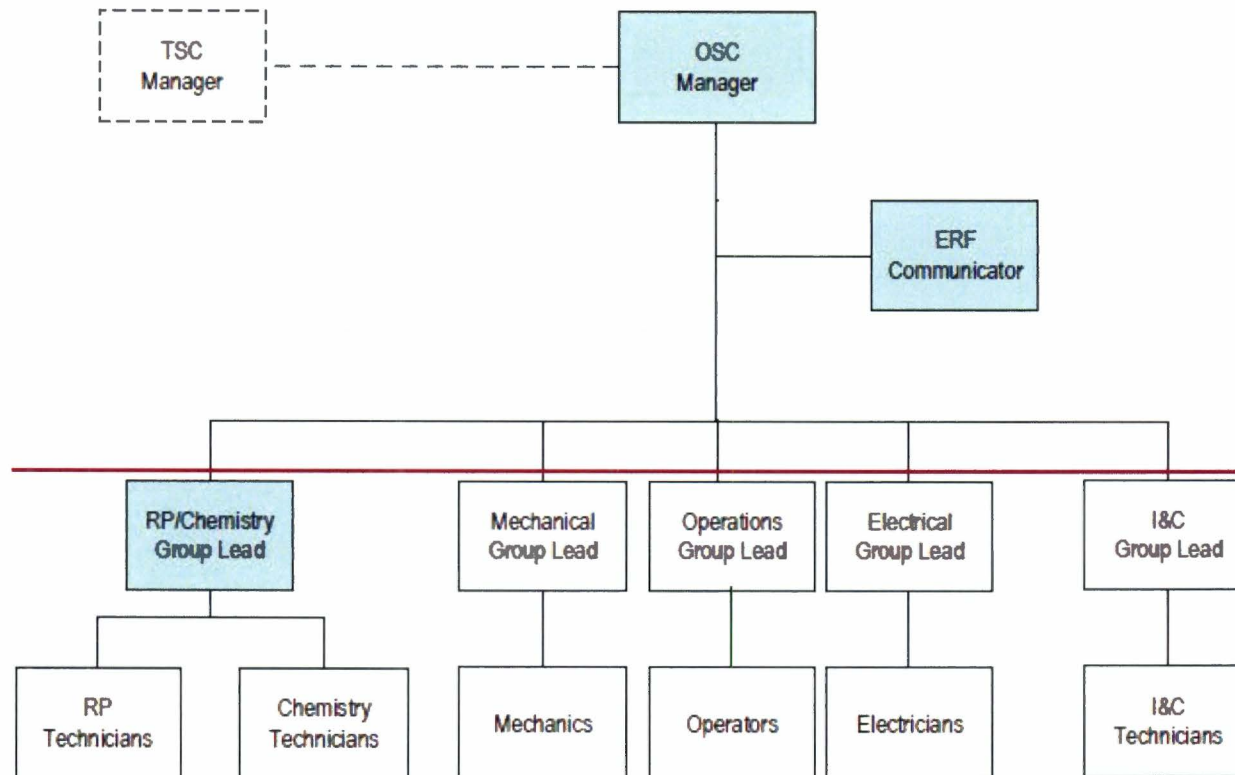 TSC
Manager
OSC
Manager
ERF
Communicator
RP/Chemistry
Group Lead
Mechanical
Group Lead
Operations
Group Lead
Electrical
Group Lead
I&C
Group Lead
RP
Technicians
Chemistry
Technicians
Mechanics
Operators
Electricians
I&C
Technicians